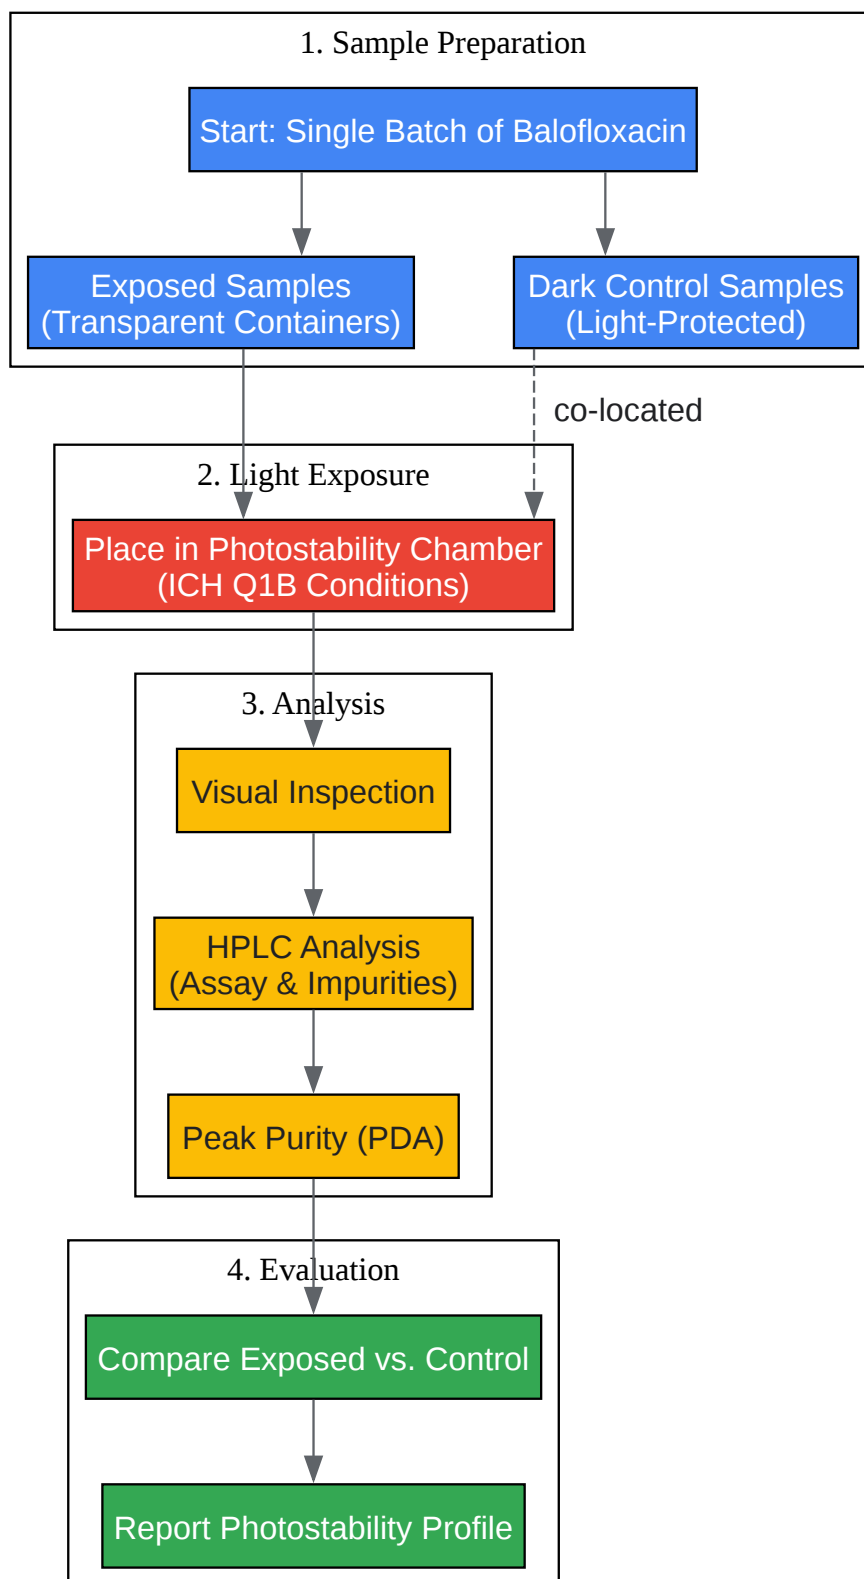 1. Sample Preparation
Start: Single Batch of Balofloxacin
Exposed Samples
(Transparent Containers)
Dark Control Samples
(Light-Protected)
co-located
2. Light Exposure
Place in Photostability Chamber
(ICH Q1B Conditions)
3. Analysis
Visual Inspection
HPLC Analysis
(Assay & Impurities)
Peak Purity (PDA)
4. Evaluation
Compare Exposed vs. Control
Report Photostability Profile